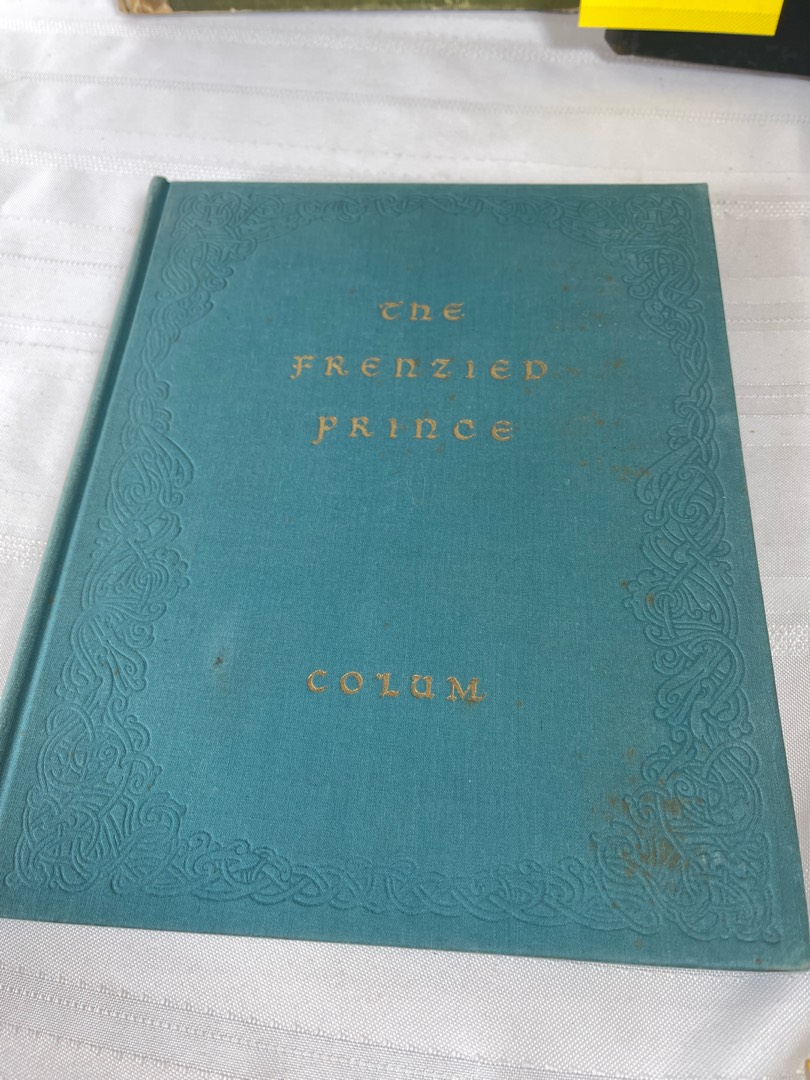 THE
FRENZIED
PRINCE
COLUM